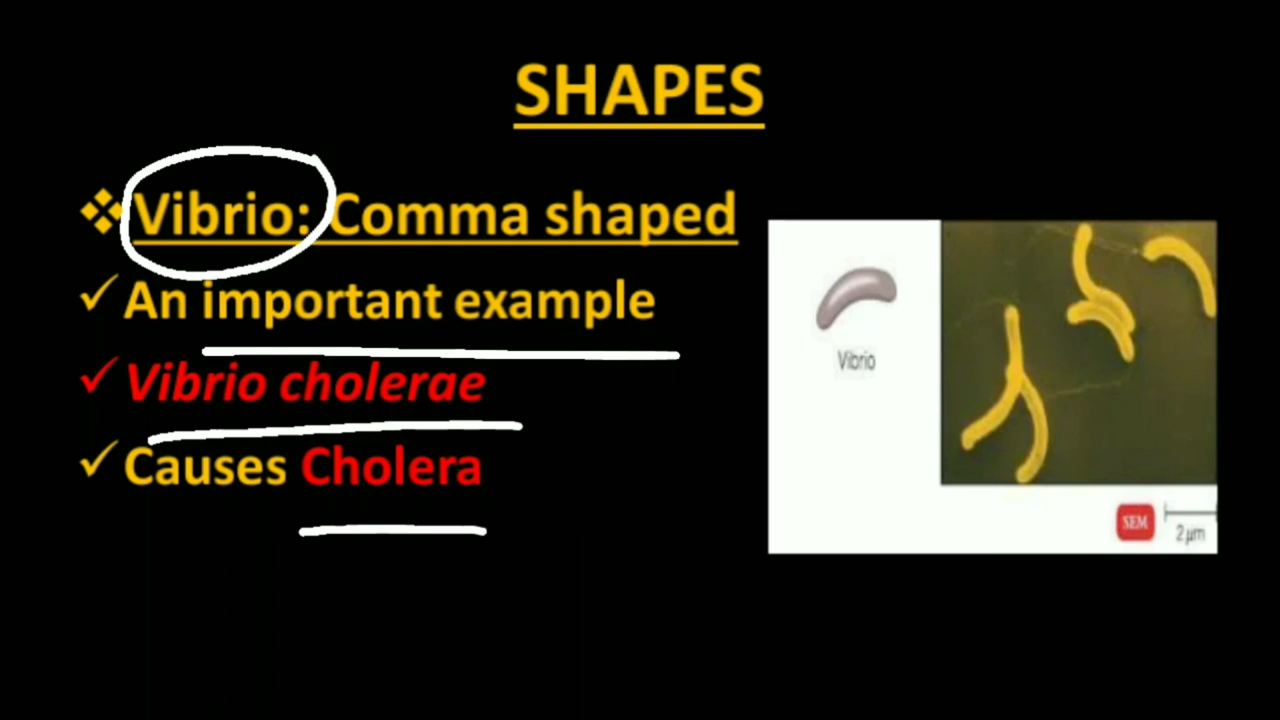 SHAPES
Vibrio: Comma shaped
An important example
Vibrio cholerae
Causes Cholera
Vibrio
SEM
2 μm